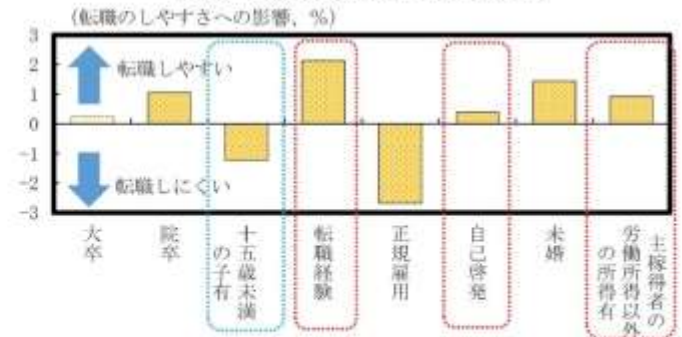 (転職のしやすさへの影響、%)
3
2
1
0
-1
-2
-3
転職しやすい
転職しにくい
大卒
院卒
十五歳未満
の子有
転職経験
正規雇用
自己啓発
未婚
主稼得者の
労働所得以外
の所得有